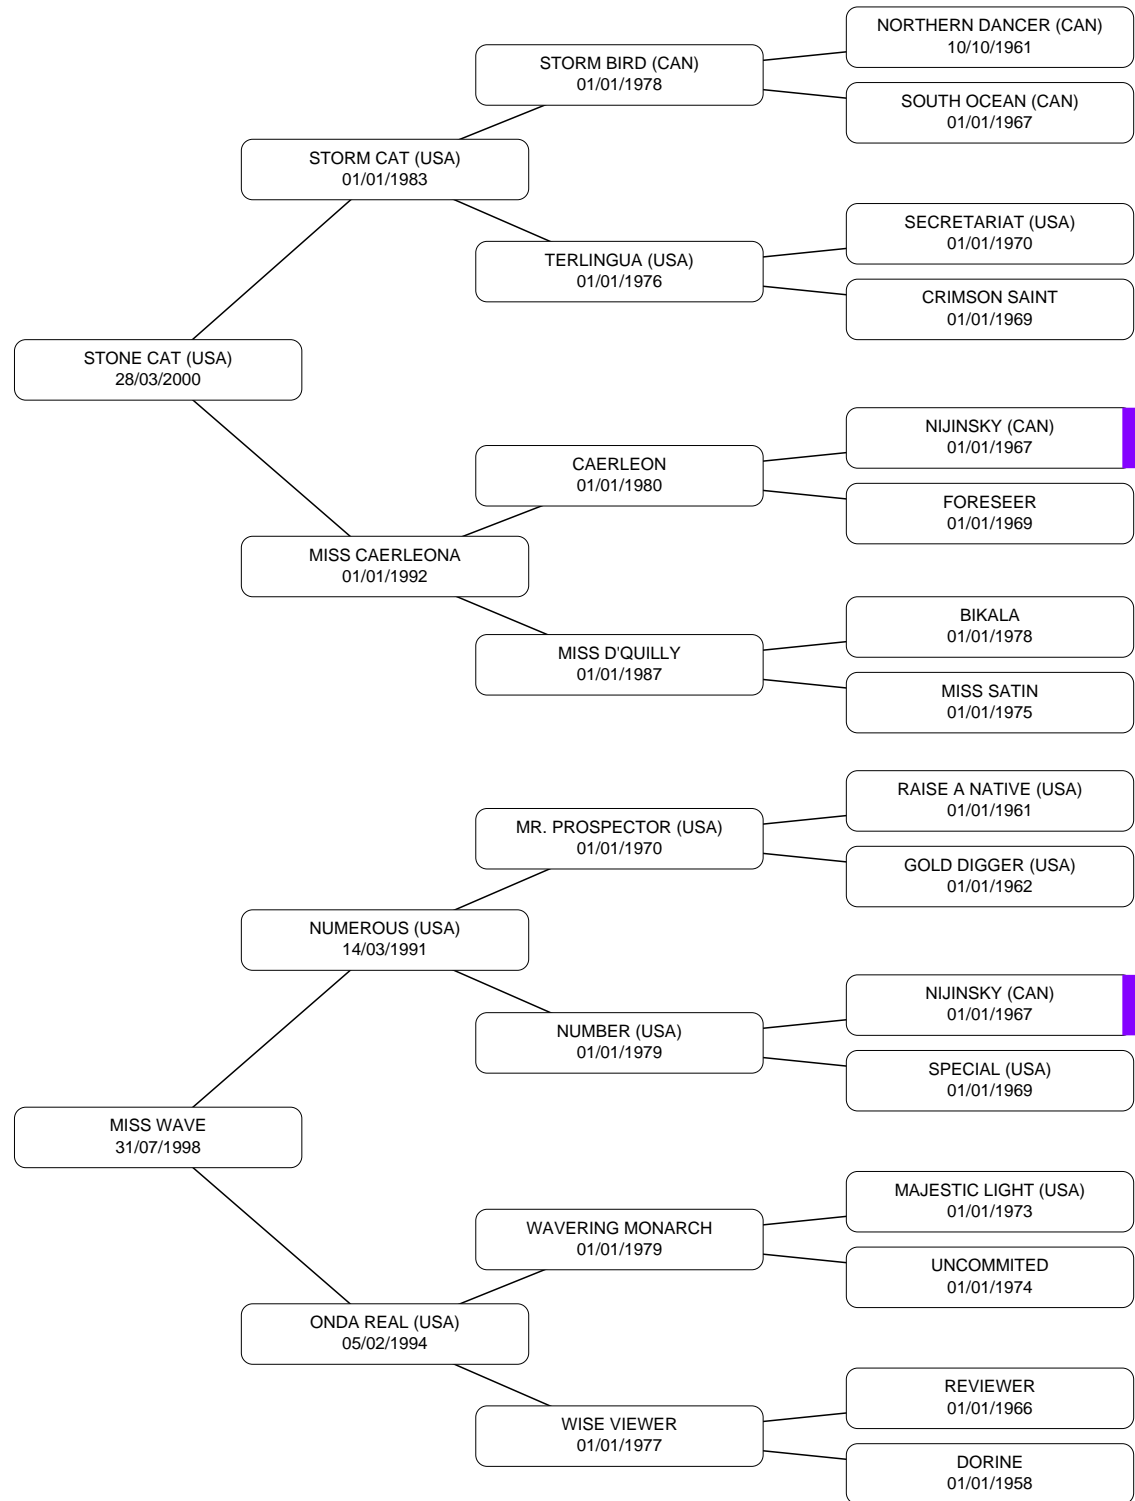 NORTHERN DANCER (CAN)
10/10/1961
STORM BIRD (CAN)
01/01/1978
SOUTH OCEAN (CAN)
01/01/1967
STORM CAT (USA)
01/01/1983
SECRETARIAT (USA)
01/01/1970
TERLINGUA (USA)
01/01/1976
CRIMSON SAINT
01/01/1969
STONE CAT (USA)
28/03/2000
NIJINSKY (CAN)
01/01/1967
CAERLEON
01/01/1980
FORESEER
01/01/1969
MISS CAERLEONA
01/01/1992
BIKALA
01/01/1978
MISS D'QUILLY
01/01/1987
MISS SATIN
01/01/1975
RAISE A NATIVE (USA)
01/01/1961
MR. PROSPECTOR (USA)
01/01/1970
GOLD DIGGER (USA)
01/01/1962
NUMEROUS (USA)
14/03/1991
NIJINSKY (CAN)
01/01/1967
NUMBER (USA)
01/01/1979
SPECIAL (USA)
01/01/1969
MISS WAVE
31/07/1998
MAJESTIC LIGHT (USA)
01/01/1973
WAVERING MONARCH
01/01/1979
UNCOMMITED
01/01/1974
ONDA REAL (USA)
05/02/1994
REVIEWER
01/01/1966
WISE VIEWER
01/01/1977
DORINE
01/01/1958